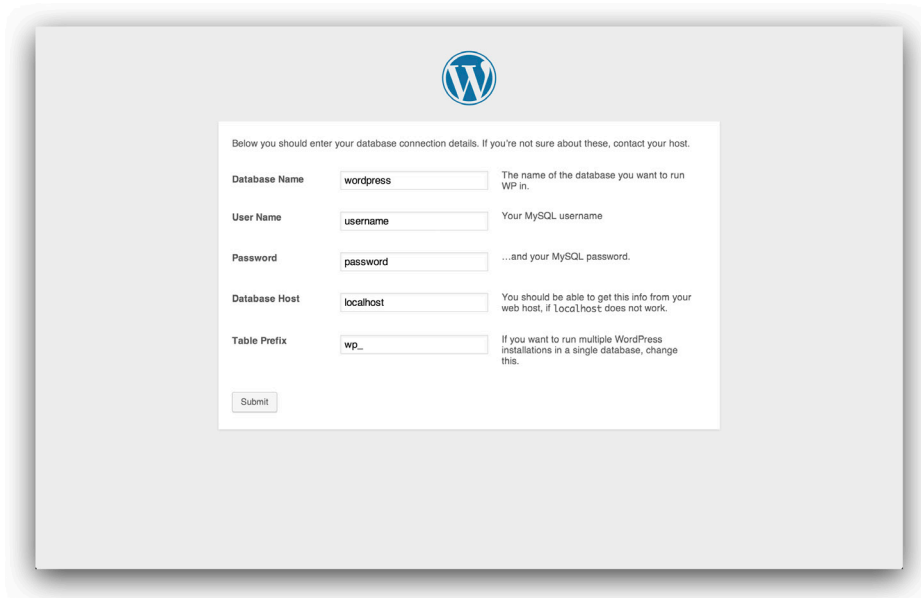 Below you should enter your database connection details. If you're not sure about these, contact your host.
Database Name
wordpress
The name of the database you want to run
WP in.
User Name
username
Your MySQL username
Password
password
…and your MySQL password.
Database Host
localhost
You should be able to get this info from your
web host, if localhost does not work.
Table Prefix
wp_
If you want to run multiple WordPress
installations in a single database, change
this.
Submit